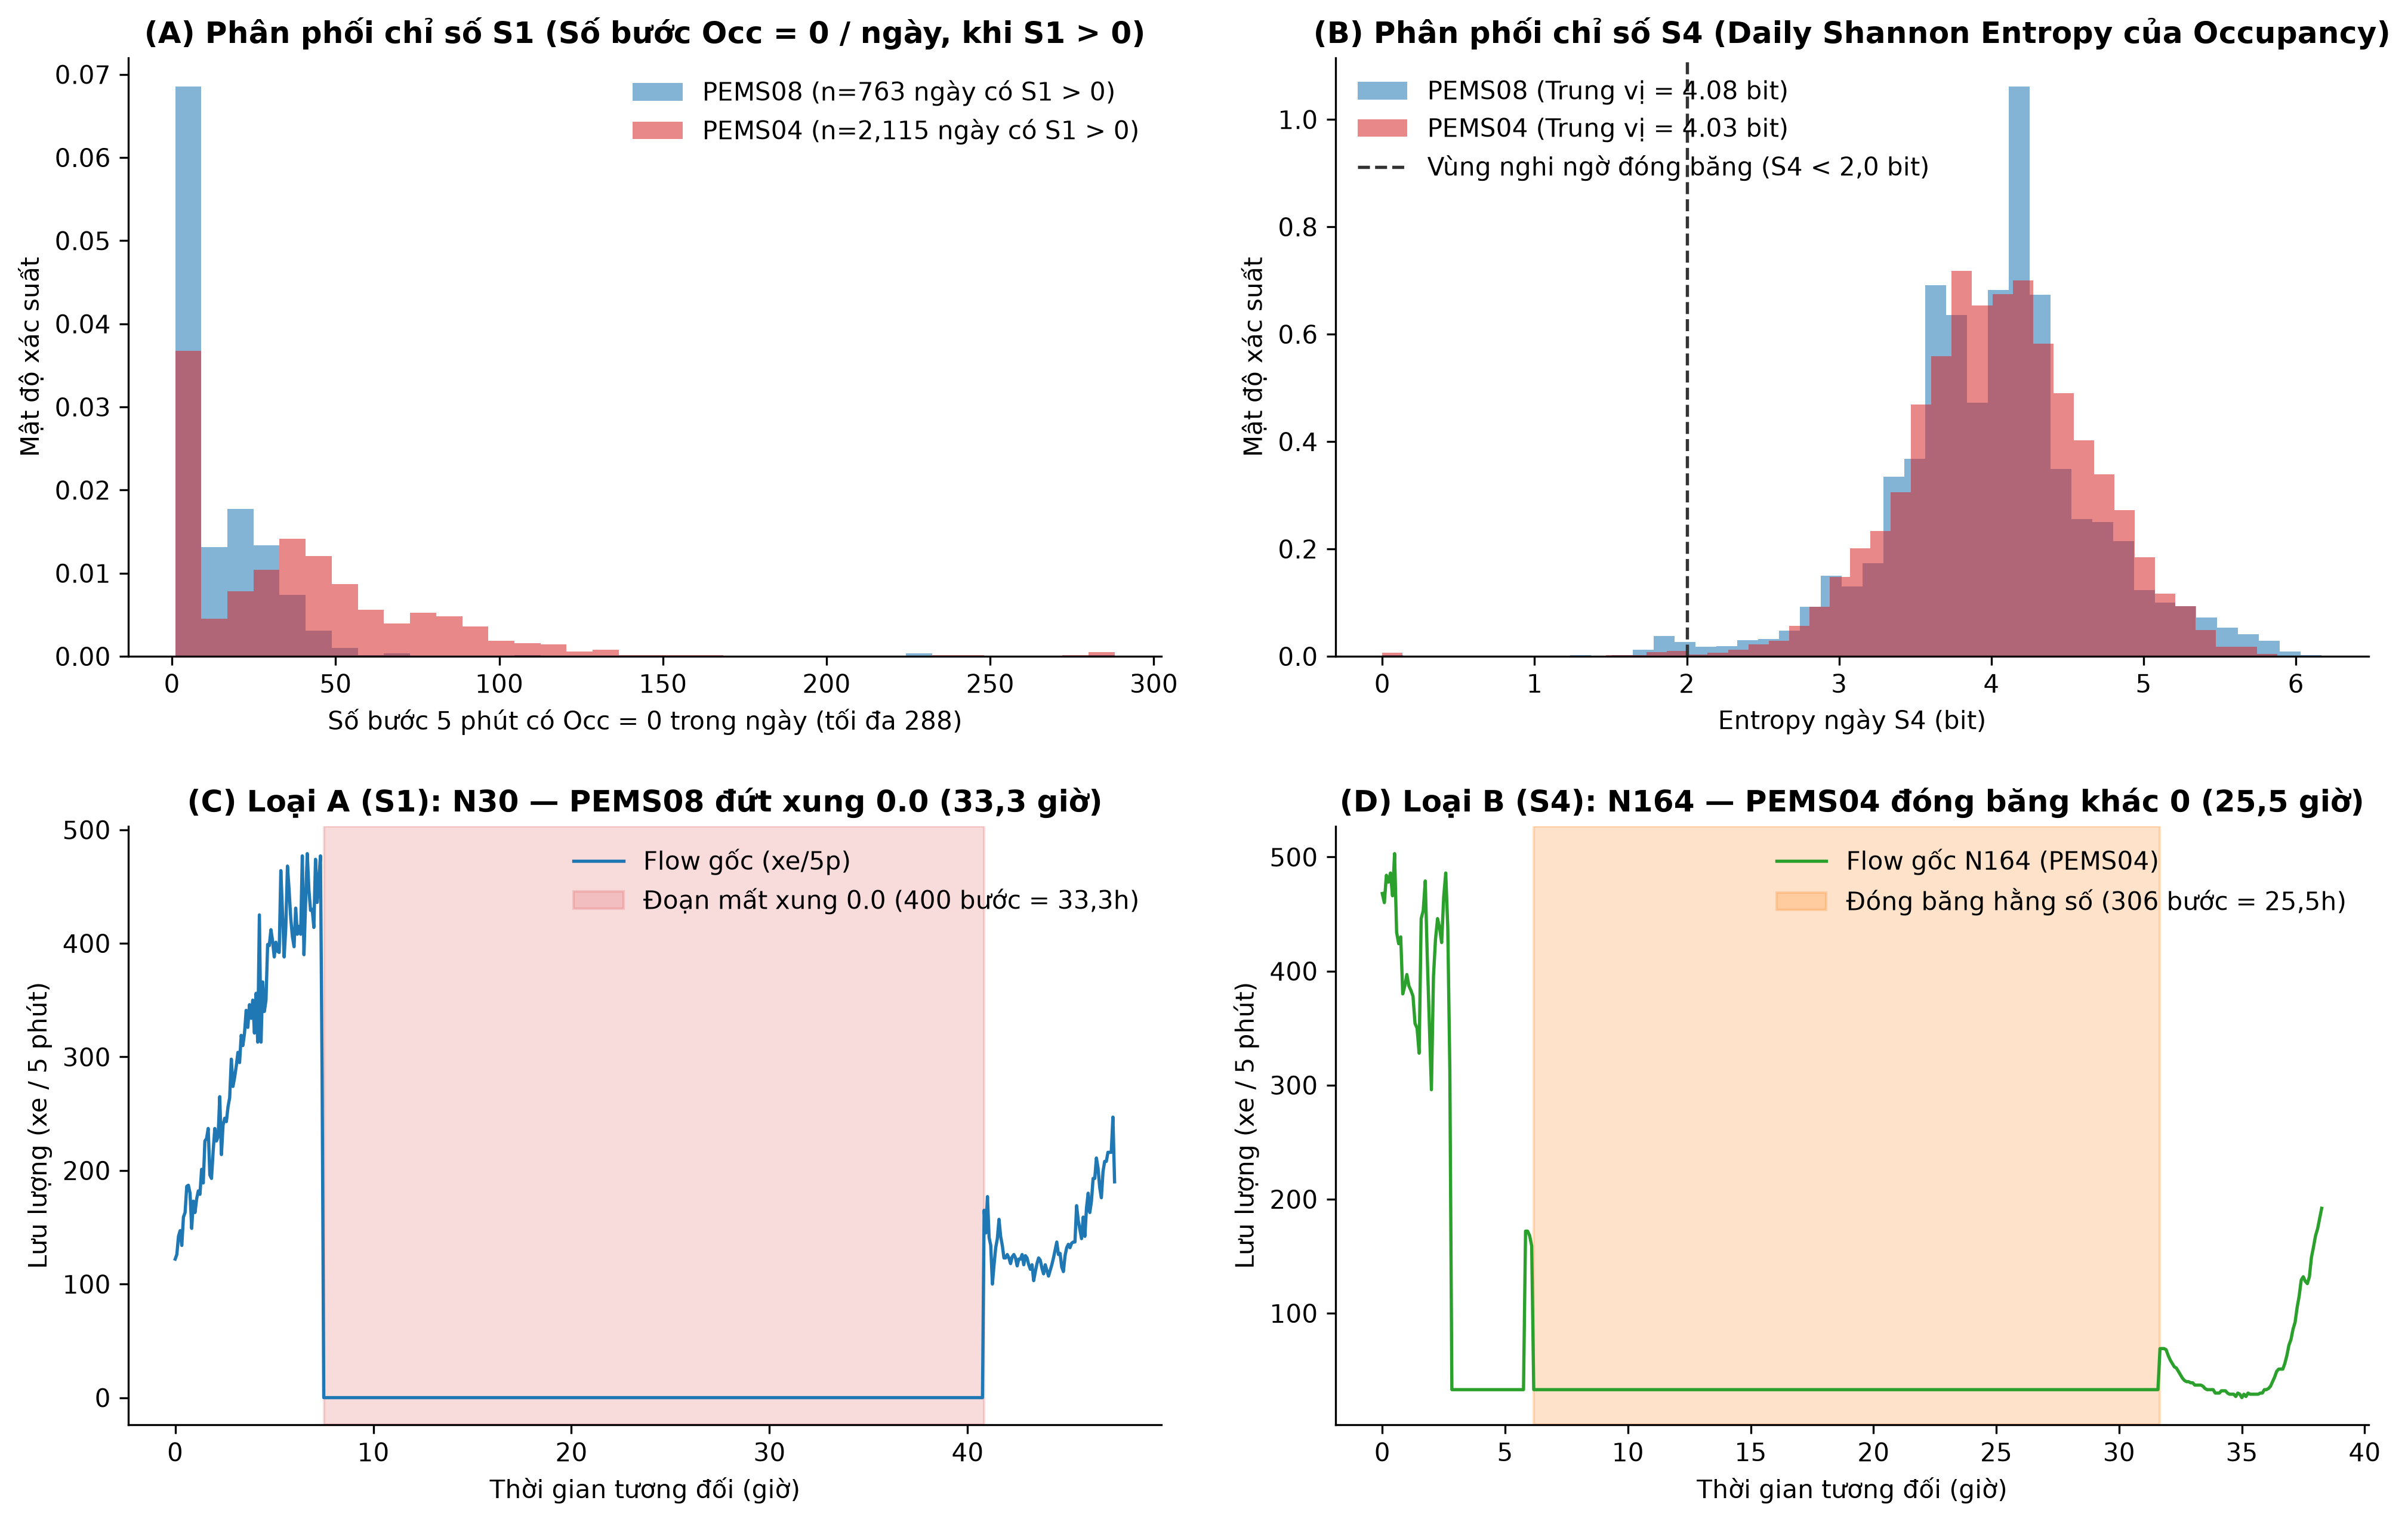 (A) Phân phối chỉ số S1 (Số bước Occ = 0 / ngày, khi S1 > 0)
PEMS08 (n=763 ngày có S1 > 0)
PEMS04 (n=2,115 ngày có S1 > 0)
Mật độ xác suất
0.07
0.06
0.05
0.04
0.03
0.02
0.01
0.00
0 50 100 150 200 250 300
Số bước 5 phút có Occ = 0 trong ngày (tối đa 288)
(B) Phân phối chỉ số S4 (Daily Shannon Entropy của Occupancy)
PEMS08 (Trung vị = 4.08 bit)
PEMS04 (Trung vị = 4.03 bit)
Vùng nghi ngờ đóng băng (S4 < 2,0 bit)
Mật độ xác suất
1.0
0.8
0.6
0.4
0.2
0.0
0 1 2 3 4 5 6
Entropy ngày S4 (bit)
(C) Loại A (S1): N30 — PEMS08 đứt xung 0.0 (33,3 giờ)
Flow gốc (xe/5p)
Đoạn mất xung 0.0 (400 bước = 33,3h)
Lưu lượng (xe / 5 phút)
500
400
300
200
100
0
0 10 20 30 40
Thời gian tương đối (giờ)
(D) Loại B (S4): N164 — PEMS04 đóng băng khác 0 (25,5 giờ)
Flow gốc N164 (PEMS04)
Đóng băng hằng số (306 bước = 25,5h)
Lưu lượng (xe / 5 phút)
500
400
300
200
100
0 5 10 15 20 25 30 35 40
Thời gian tương đối (giờ)